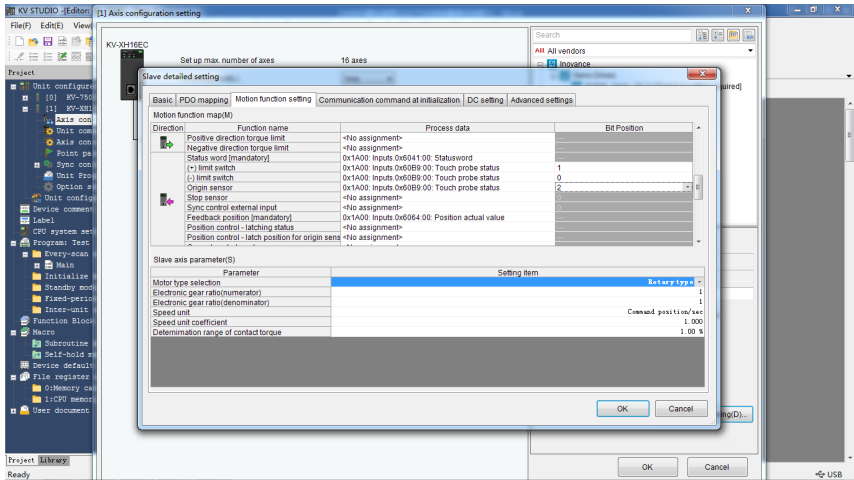 KV STUDIO -[Editor:
[1] Axis configuration setting
File(F) Edit(E) View
Project
Unit configure
[0] KV-750
[1] KV-XH1
Axis con
Unit com
Axis con
Point pa
Sync con
Unit Pro
Option s
Unit config
Device comment
Label
CPU system set
Program: Test
Every-scan
Main
Initialize
Standby mod
Fixed-perio
Inter-unit
Function Block
Macro
Subroutine
Self-hold m
Device default
File register
0:Memory ca
1:CPU memor
User document
Project Library
Ready
USB
KV-XH16EC
Set up max. number of axes 16 axes
Search
All All vendors
Inovance
uired]
Slave detailed setting
Basic PDO mapping Motion function setting Communication command at initialization DC setting Advanced settings
Motion function map(M)
Direction Function name Process data Bit Position
Positive direction torque limit <No assignment> ---
Negative direction torque limit <No assignment> ---
Status word [mandatory] 0x1A00: Inputs.0x6041:00: Statusword ---
(+) limit switch 0x1A00: Inputs.0x60B9:00: Touch probe status 1
(-) limit switch 0x1A00: Inputs.0x60B9:00: Touch probe status 0
Origin sensor 0x1A00: Inputs.0x60B9:00: Touch probe status 2
Stop sensor <No assignment> 0
Sync control external input <No assignment> 0
Feedback position [mandatory] 0x1A00: Inputs.0x6064:00: Position actual value ---
Position control - latching status <No assignment> ---
Position control - latch position for origin sens <No assignment> ---
Slave axis parameter(S)
Parameter Setting item
Motor type selection Rotary type
Electronic gear ratio(numerator) 1
Electronic gear ratio(denominator) 1
Speed unit Command position/sec
Speed unit coefficient 1.000
Deternimation range of contact torque 1.00 %
OK Cancel
ing(D)...
OK Cancel